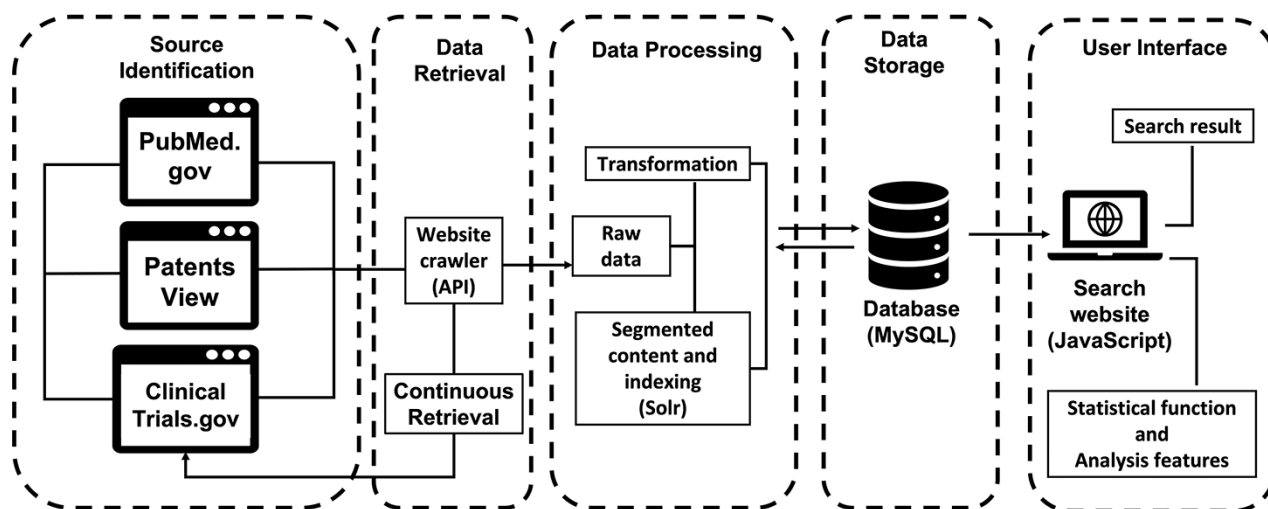 Source
Identification
PubMed.
gov
Patents
View
Clinical
Trials.gov
Data
Retrieval
Website
crawler
(API)
Continuous
Retrieval
Data Processing
Transformation
Raw
data
Segmented
content and
indexing
(Solr)
Data
Storage
Database
(MySQL)
User Interface
Search result
Search
website
(JavaScript)
Statistical function
and
Analysis features